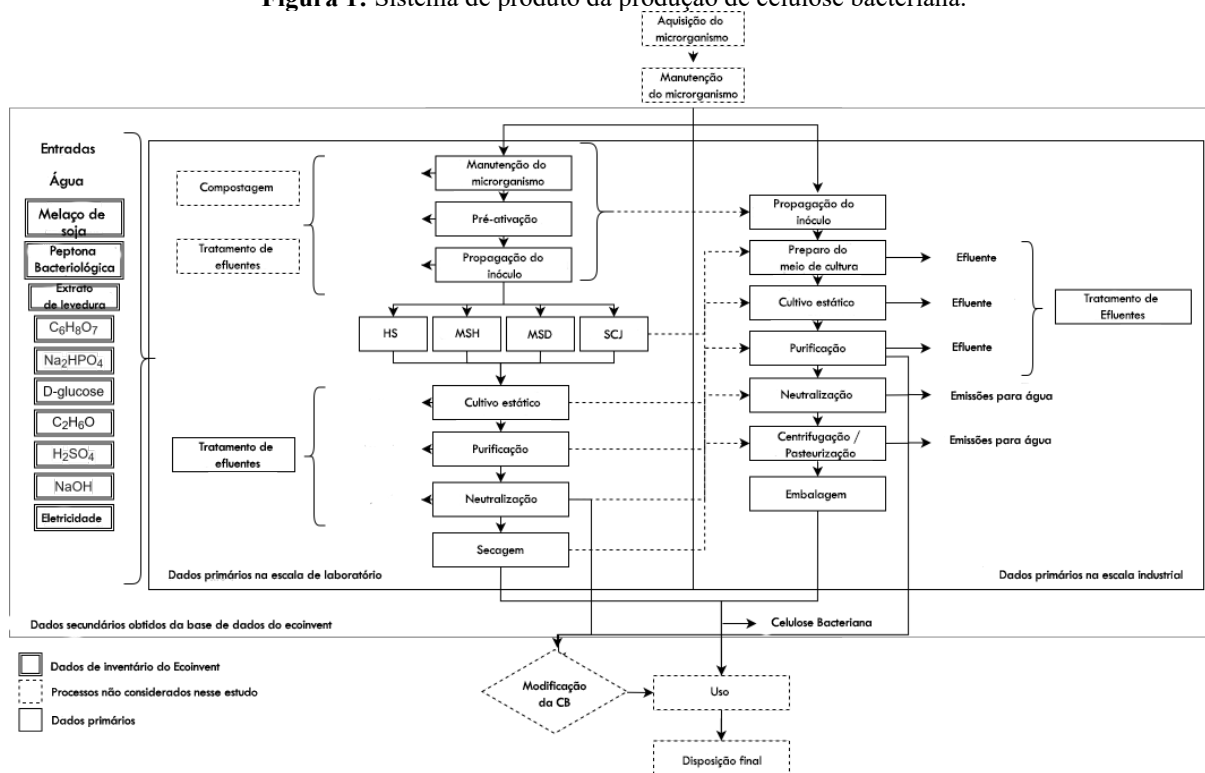 Figura 1: Sistema de produto da produção de celulose bacteriana.
Aquisição do
microrganismo
Manutenção
do microrganismo
Entradas
Água
Melaço de
soja
Peptona
Bacteriológica
Extrato
de levedura
C₆H₈O₇
Na₂HPO₄
D-glucose
C₂H₆O
H₂SO₄
NaOH
Eletricidade
Compostagem
Tratamento de
efluentes
Manutenção do
microrganismo
Pré-ativação
Propagação do
inóculo
HS
MSH
MSD
SCJ
Tratamento de
efluentes
Cultivo estático
Purificação
Neutralização
Secagem
Dados primários na escala de laboratório
Propagação do
inóculo
Preparo do
meio de cultura
Efluente
Cultivo estático
Efluente
Purificação
Efluente
Tratamento de
Efluentes
Neutralização
Emissões para água
Centrifugação /
Pasteurização
Emissões para água
Embalagem
Dados primários na escala industrial
Dados secundários obtidos da base de dados do ecoinvent
Celulose Bacteriana
Dados de inventário do Ecoinvent
Processos não considerados nesse estudo
Dados primários
Modificação
da CB
Uso
Disposição final